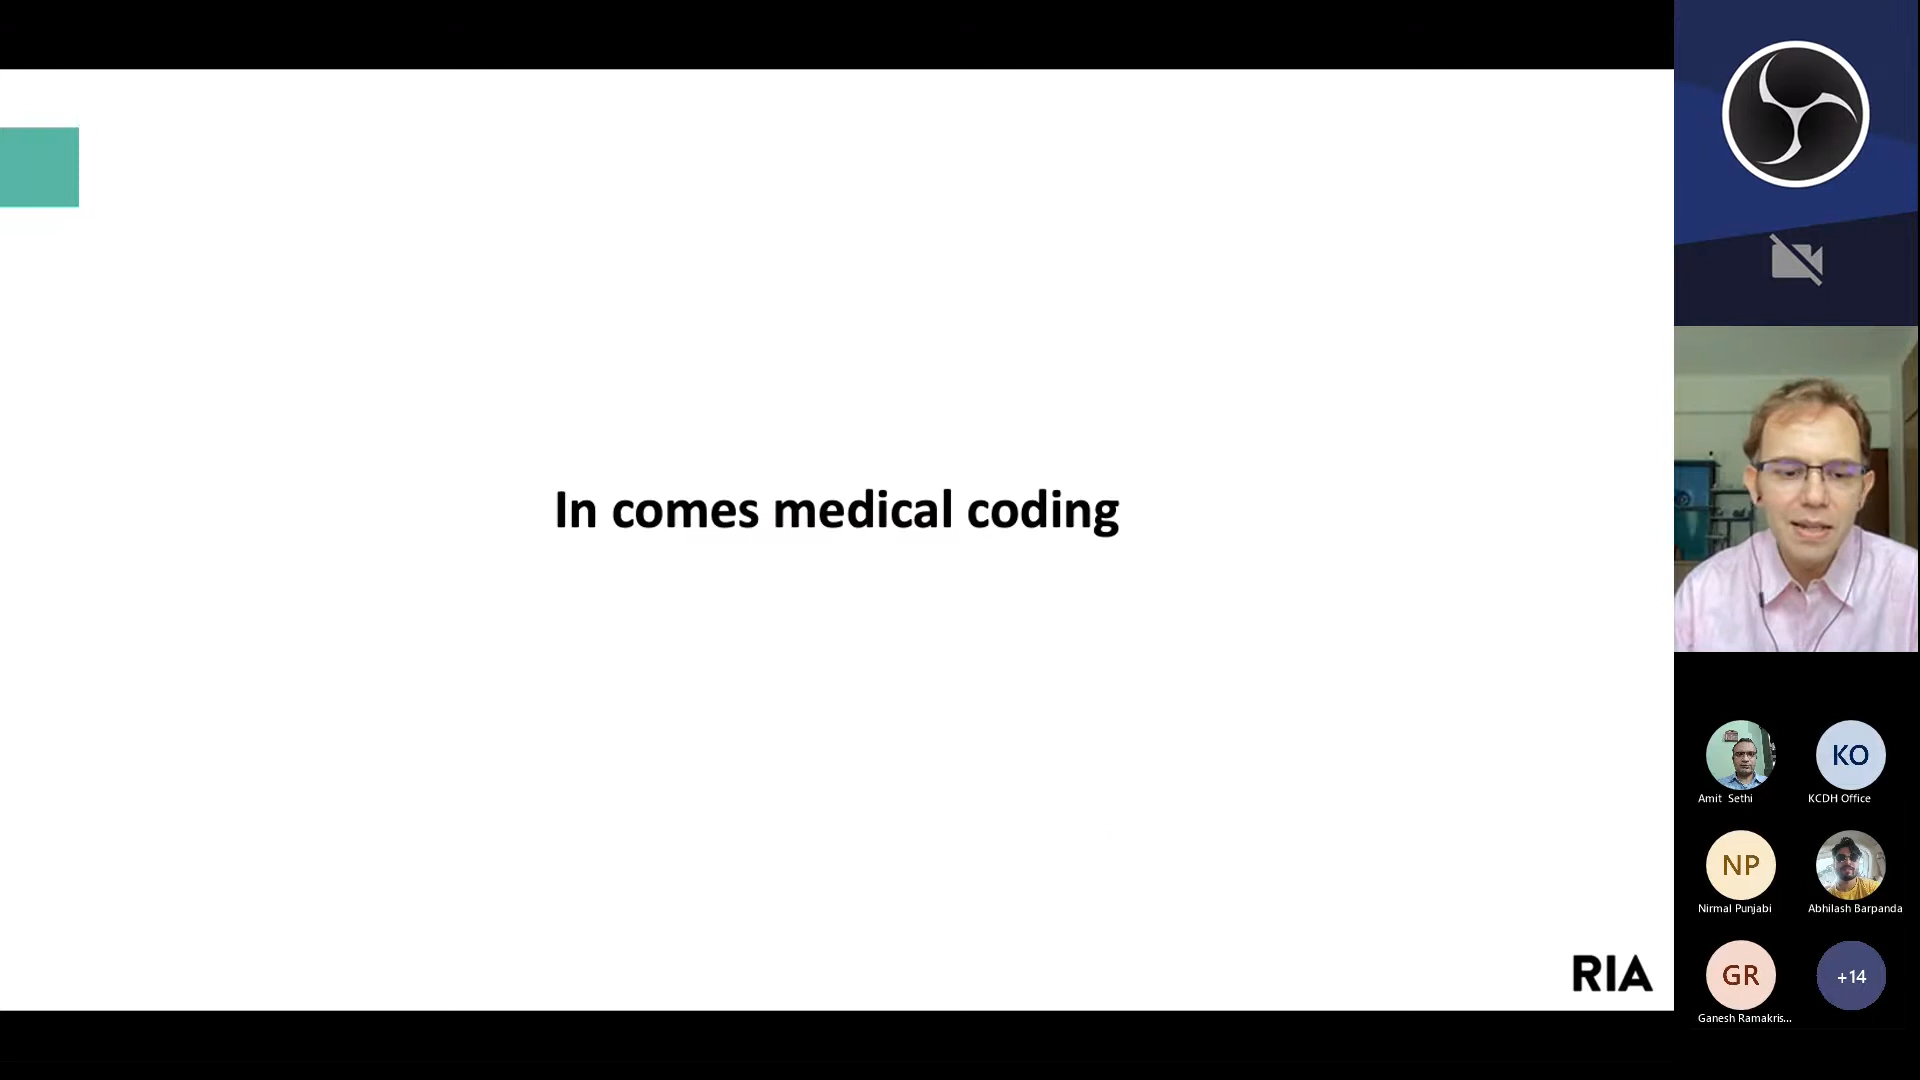 In comes medical coding
RIA
Amit Sethi
KO
KCDH Office
NP
Nirmal Punjabi
Abhilash Barpanda
GR
Ganesh Ramakris...
+14